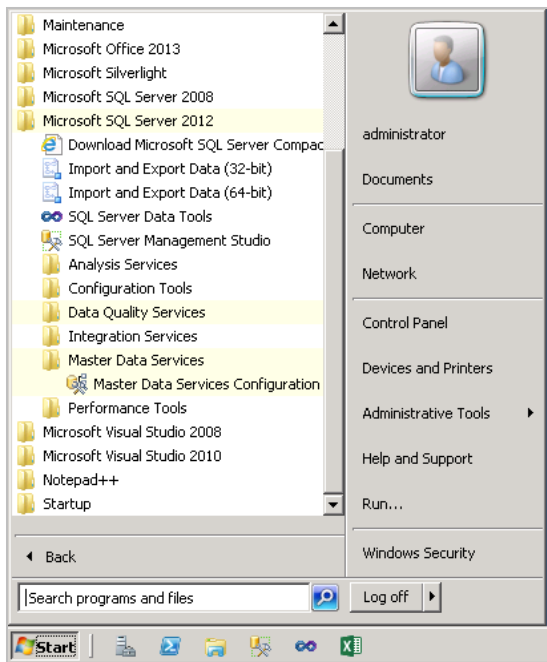 Maintenance
Microsoft Office 2013
Microsoft Silverlight
Microsoft SQL Server 2008
Microsoft SQL Server 2012
Download Microsoft SQL Server Compac
Import and Export Data (32-bit)
Import and Export Data (64-bit)
SQL Server Data Tools
SQL Server Management Studio
Analysis Services
Configuration Tools
Data Quality Services
Integration Services
Master Data Services
Master Data Services Configuration
Performance Tools
Microsoft Visual Studio 2008
Microsoft Visual Studio 2010
Notepad++
Startup
Back
Search programs and files
administrator
Documents
Computer
Network
Control Panel
Devices and Printers
Administrative Tools
Help and Support
Run...
Windows Security
Log off
Start